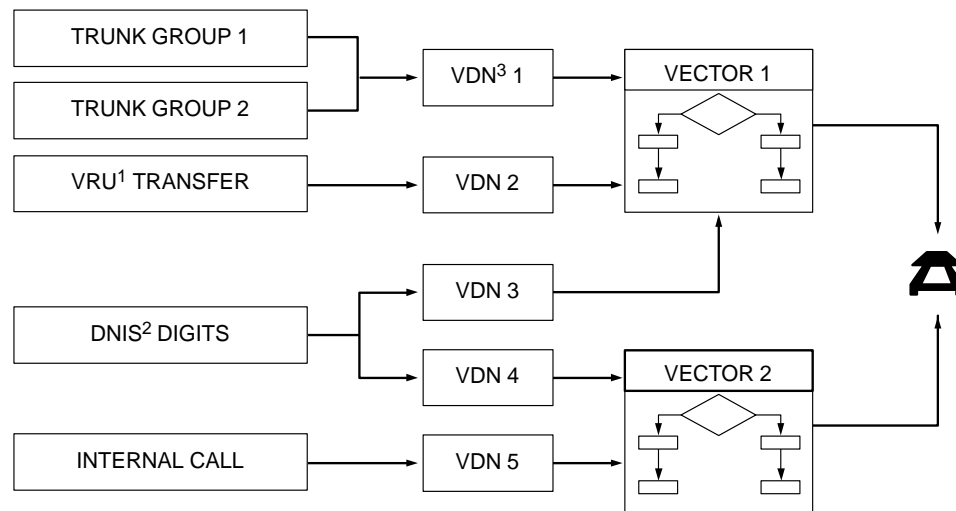 TRUNK GROUP 1
TRUNK GROUP 2
VRU¹ TRANSFER
DNIS² DIGITS
INTERNAL CALL
VDN³ 1
VDN 2
VDN 3
VDN 4
VDN 5
VECTOR 1
VECTOR 2